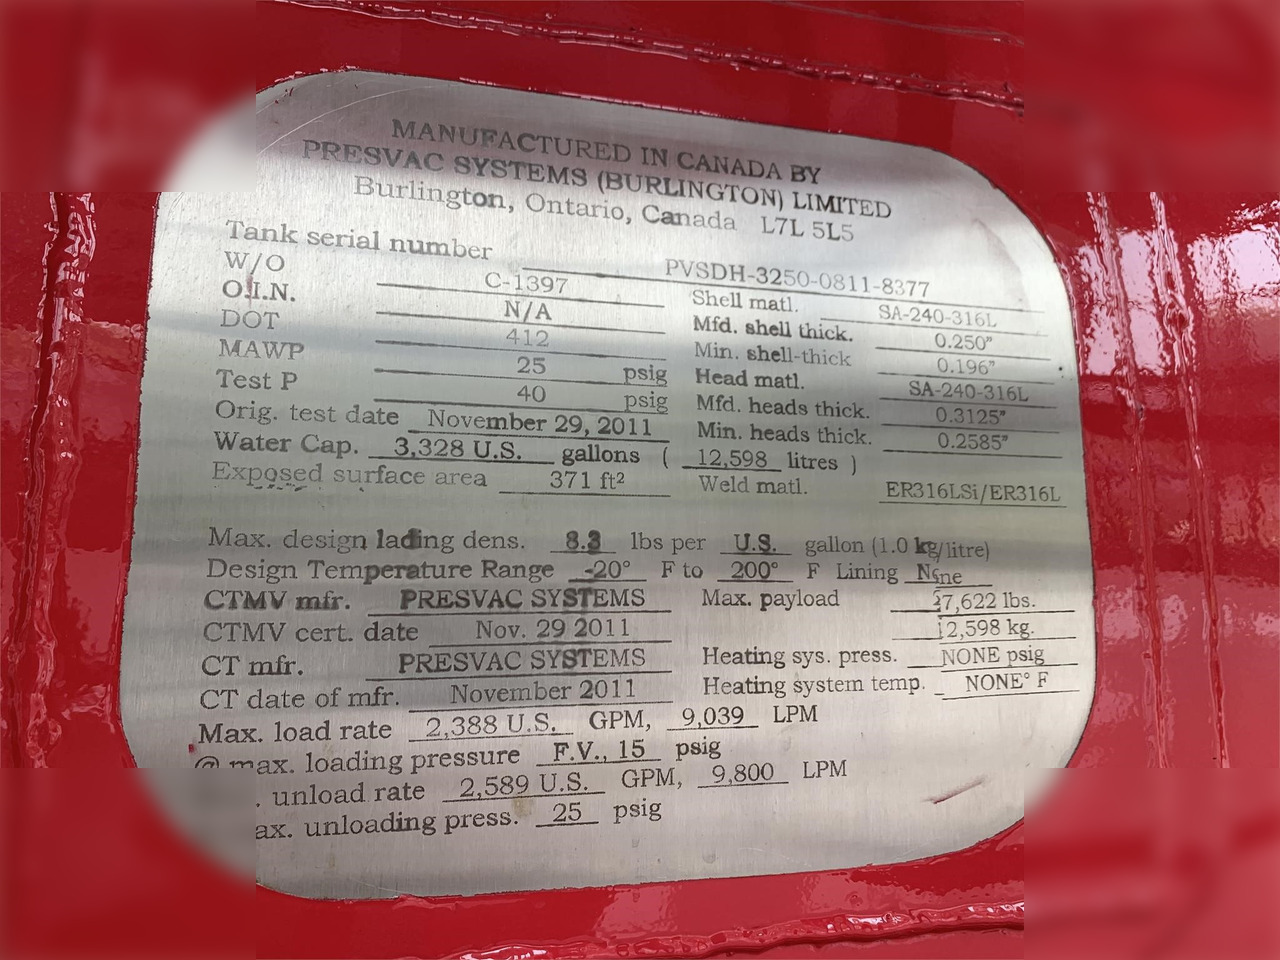 MANUFACTURED IN CANADA BY
PRESVAC SYSTEMS (BURLINGTON) LIMITED
Burlington, Ontario, Canada L7L 5L5
Tank serial number PVSDH-3250-0811-8377
W/O C-1397 Shell matl. SA-240-316L
O.I.N. N/A Mfd. shell thick. 0.250"
DOT 412 Min. shell-thick 0.196"
MAWP 25 psig Head matl. SA-240-316L
Test P 40 psig Mfd. heads thick. 0.3125"
Orig. test date November 29, 2011 Min. heads thick. 0.2585"
Water Cap. 3,328 U.S. gallons ( 12,598 litres )
Exposed surface area 371 ft² Weld matl. ER316LSi/ER316L
Max. design lading dens. 8.3 lbs per U.S. gallon (1.0 kg/litre)
Design Temperature Range -20° F to 200° F Lining None
CTMV mfr. PRESVAC SYSTEMS Max. payload 27,622 lbs.
CTMV cert. date Nov. 29 2011 12,598 kg.
CT mfr. PRESVAC SYSTEMS Heating sys. press. NONE psig
CT date of mfr. November 2011 Heating system temp. NONE° F
Max. load rate 2,388 U.S. GPM, 9,039 LPM
@ max. loading pressure F.V., 15 psig
. unload rate 2,589 U.S. GPM, 9,800 LPM
ax. unloading press. 25 psig